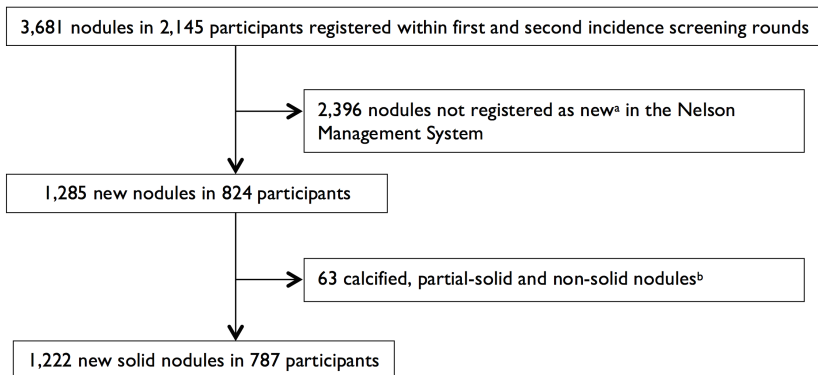 3,681 nodules in 2,145 participants registered within first and second incidence screening rounds
2,396 nodules not registered as newᵃ in the Nelson
Management System
1,285 new nodules in 824 participants
63 calcified, partial-solid and non-solid nodulesᵇ
1,222 new solid nodules in 787 participants